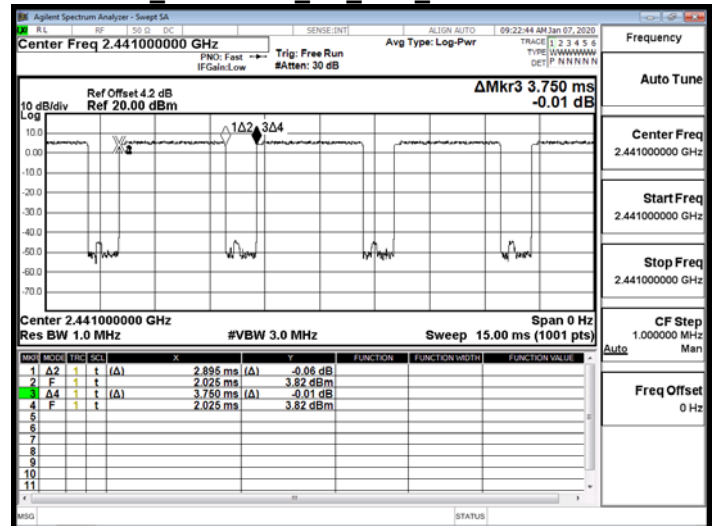 Agilent Spectrum Analyzer - Swept SA
RL RF 50 Ω DC SENSE:INT ALIGN AUTO 09:22:44 AM Jan 07, 2020
Center Freq 2.441000000 GHz Avg Type: Log-Pwr TRACE 1 2 3 4 5 6
PNO: Fast Trig: Free Run TYPE WWWWWW
IFGain:Low #Atten: 30 dB DET P N N N N N
Frequency
Ref Offset 4.2 dB ΔMkr3 3.750 ms
10 dB/div Ref 20.00 dBm -0.01 dB
Log
1Δ2 3Δ4
10.0
0.00
-10.0
-20.0
-30.0
-40.0
-50.0
-60.0
-70.0
Center 2.441000000 GHz Span 0 Hz
Res BW 1.0 MHz #VBW 3.0 MHz Sweep 15.00 ms (1001 pts)
MKR MODE TRC SCL X Y FUNCTION FUNCTION WIDTH FUNCTION VALUE
1 Δ2 1 t (Δ) 2.895 ms (Δ) -0.06 dB
2 F 1 t 2.025 ms 3.82 dBm
3 Δ4 1 t (Δ) 3.750 ms (Δ) -0.01 dB
4 F 1 t 2.025 ms 3.82 dBm
5
6
7
8
9
10
11
MSG STATUS
Auto Tune
Center Freq
2.441000000 GHz
Start Freq
2.441000000 GHz
Stop Freq
2.441000000 GHz
CF Step
1.000000 MHz
Auto Man
Freq Offset
0 Hz